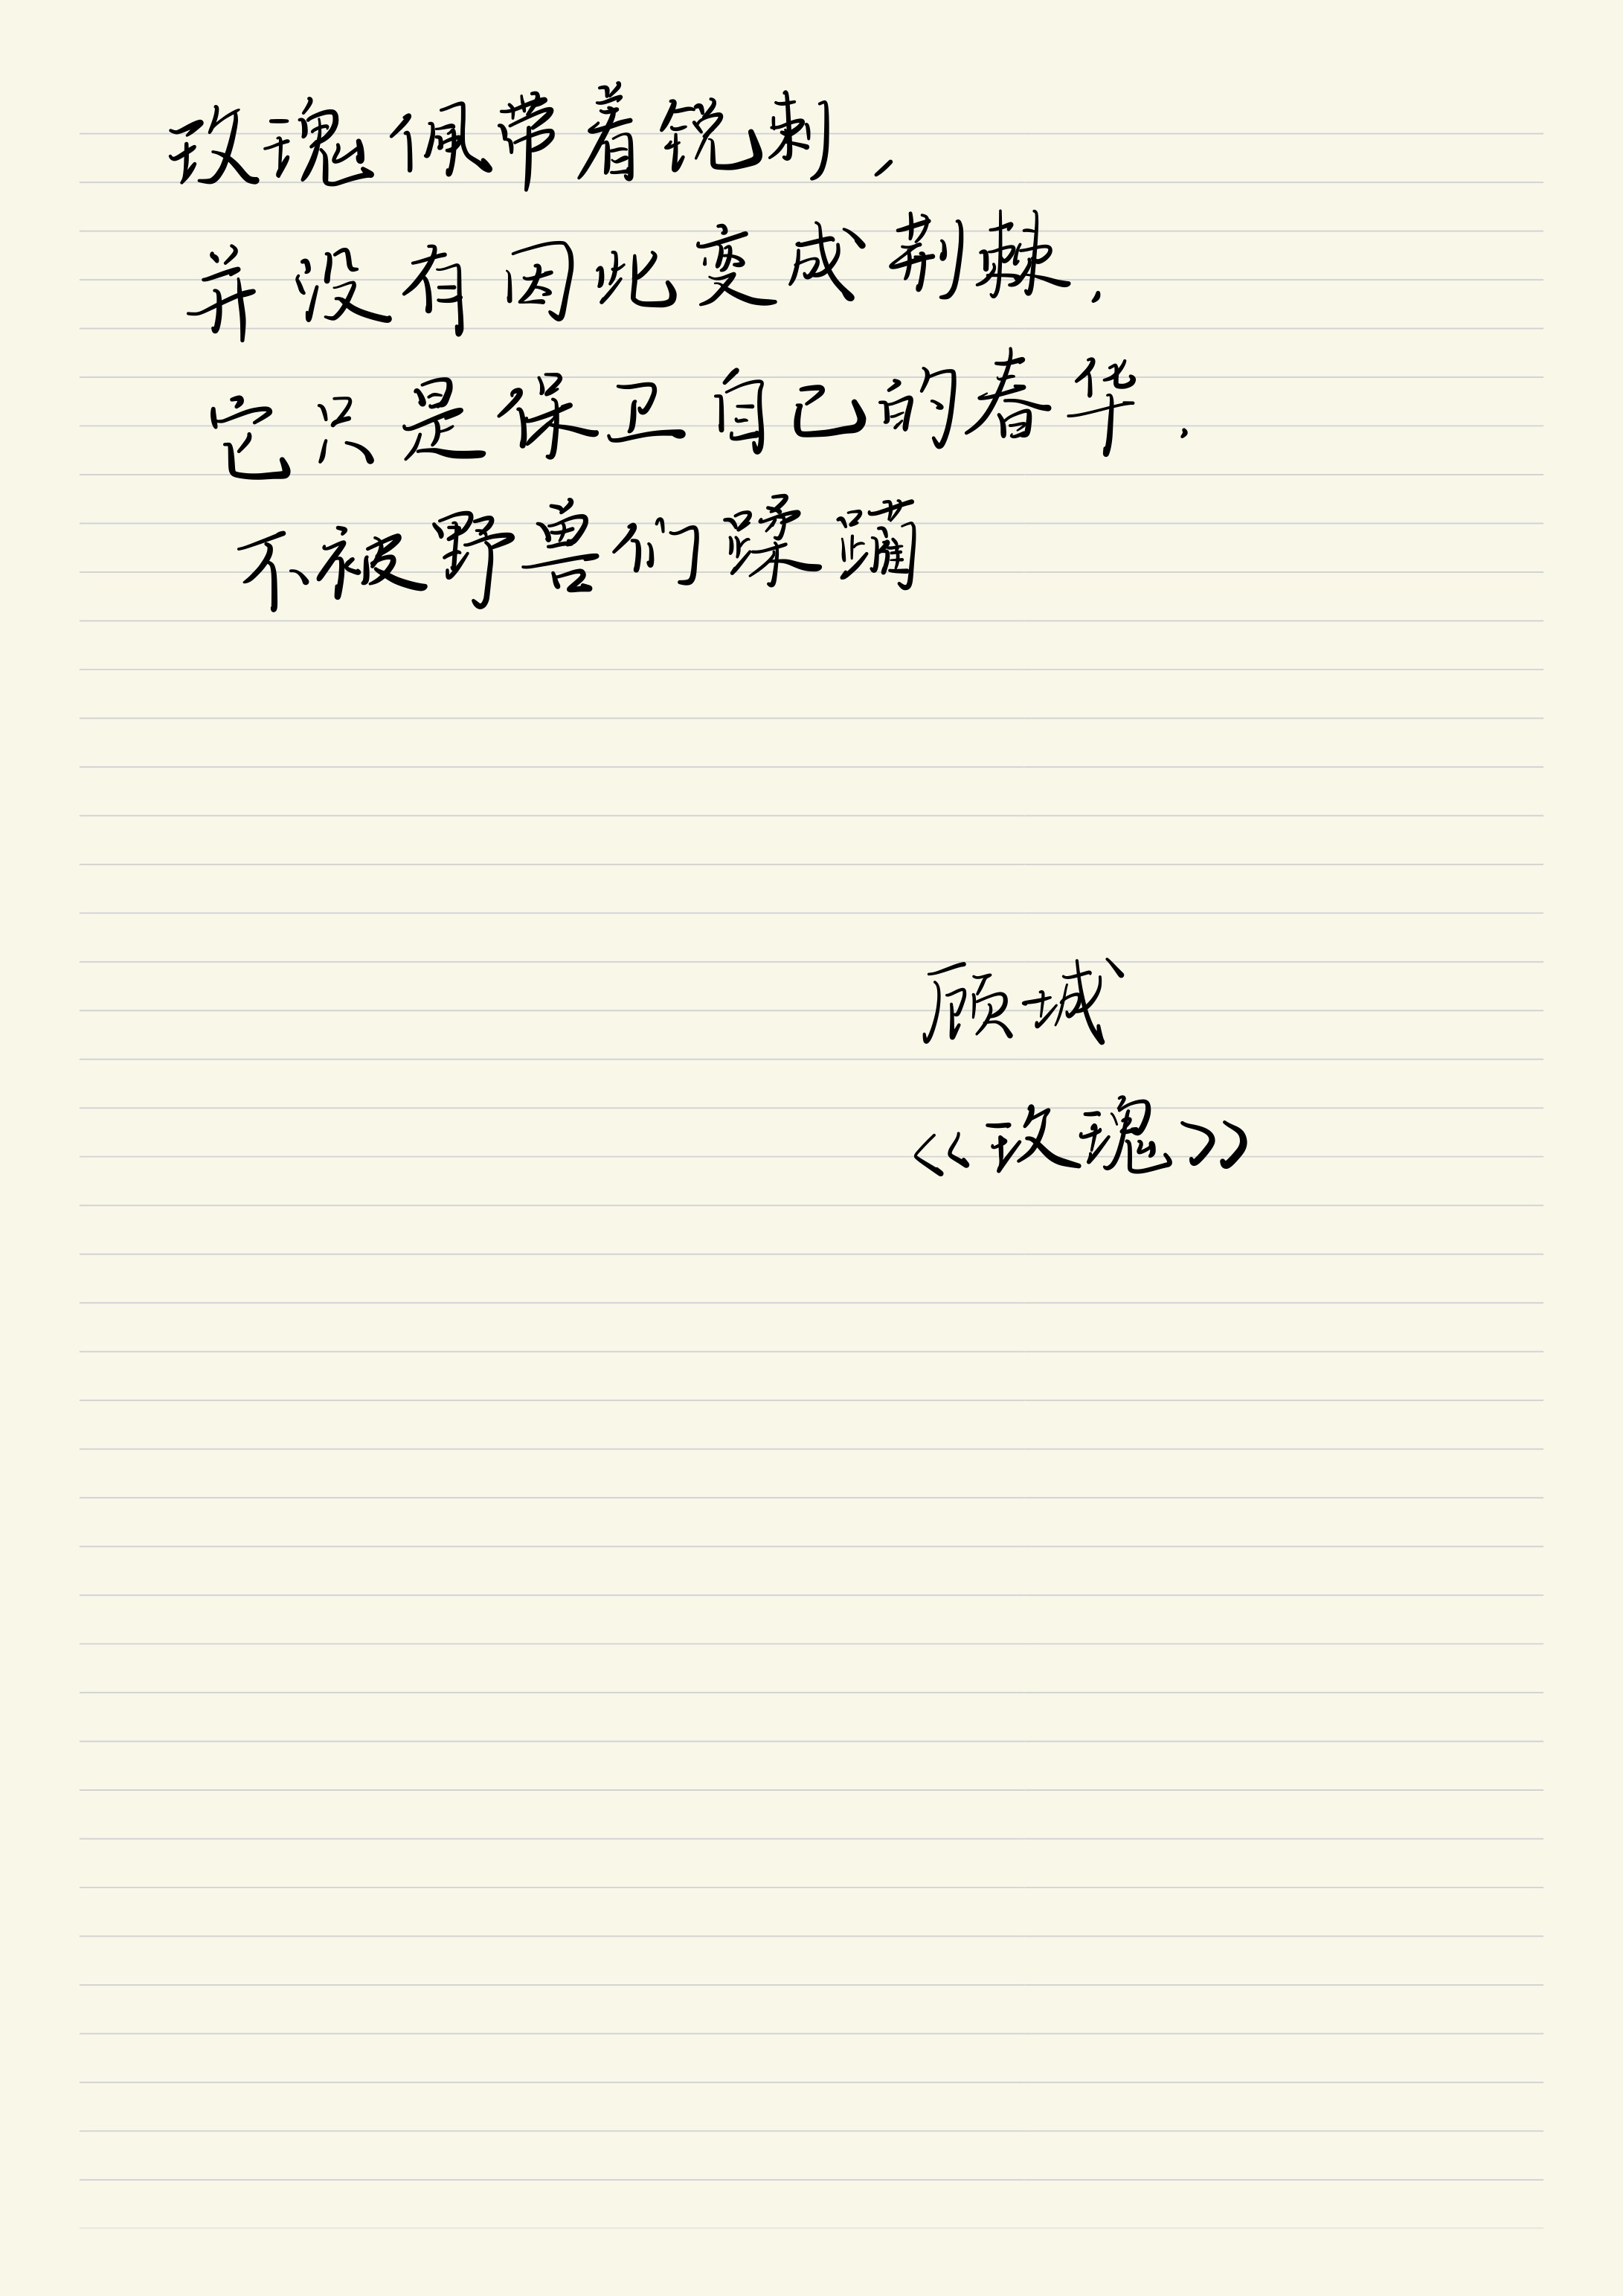 玫瑰佩带着锐刺，
并没有因此变成荆棘，
它只是保卫自己的春华，
不被野兽们蹂躏
顾城
《玫瑰》